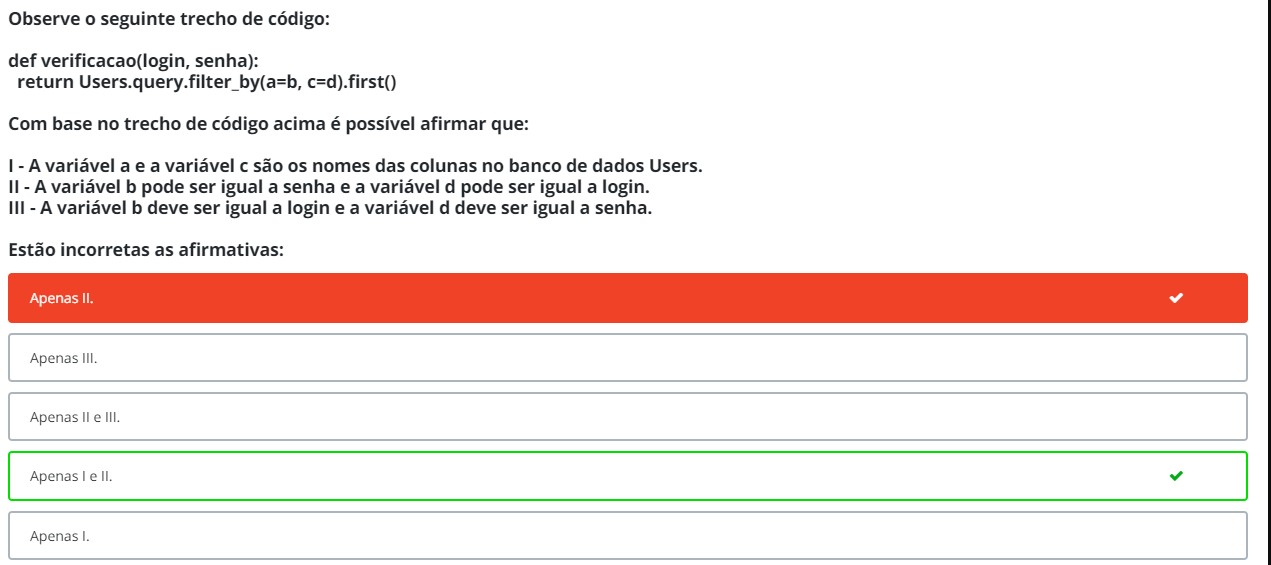 Observe o seguinte trecho de código:
def verificacao(login, senha):
return Users.query.filter_by(a=b, c=d).first()
Com base no trecho de código acima é possível afirmar que:
I - A variável a e a variável c são os nomes das colunas no banco de dados Users.
II - A variável b pode ser igual a senha e a variável d pode ser igual a login.
III - A variável b deve ser igual a login e a variável d deve ser igual a senha.
Estão incorretas as afirmativas:
Apenas II.
Apenas III.
Apenas II e III.
Apenas I e II.
Apenas I.